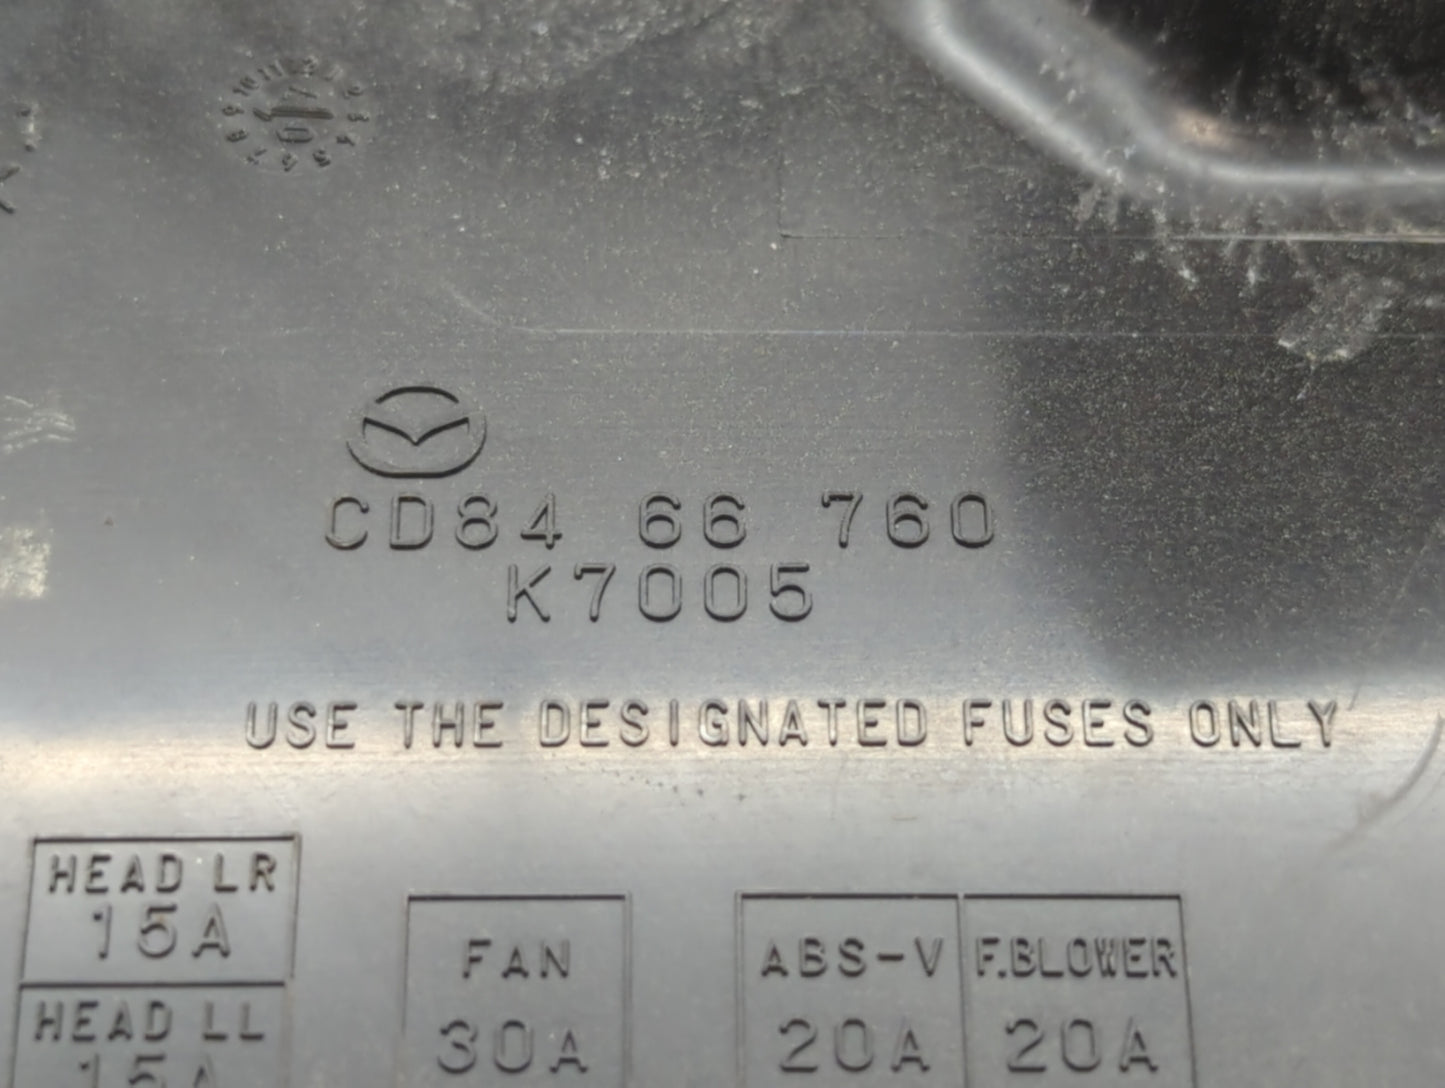 CD84 66 760
K7005
USE THE DESIGNATED FUSES ONLY
HEAD LR
15A
HEAD LL
15A
FAN
30A
ABS-V
20A
F.BLOWER
20A